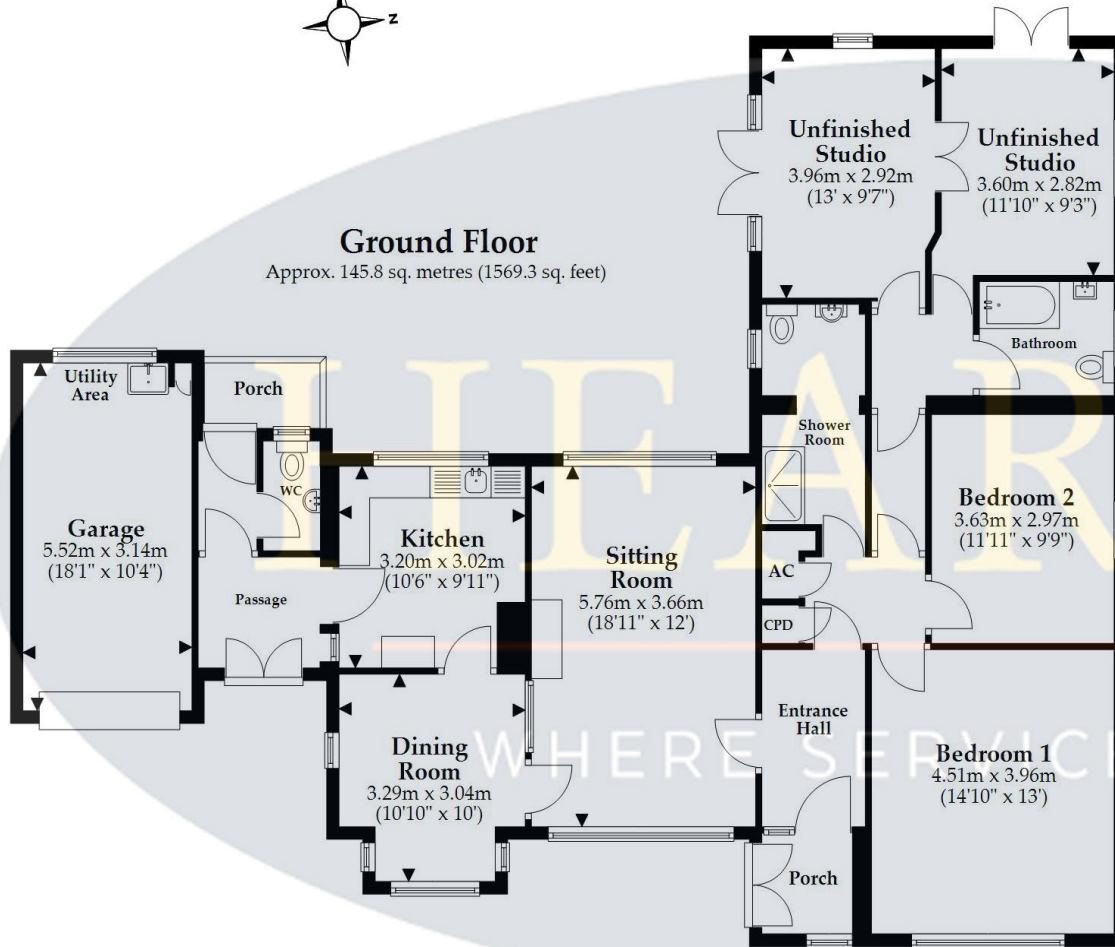 Z
Unfinished
Studio
3.96m x 2.92m
(13' x 9'7")
Unfinished
Studio
3.60m x 2.82m
(11'10" x 9'3")
Ground Floor
Approx. 145.8 sq. metres (1569.3 sq. feet)
Bathroom
Utility
Area
Porch
Shower
Room
WC
Garage
5.52m x 3.14m
(18'1" x 10'4")
Kitchen
3.20m x 3.02m
(10'6" x 9'11")
Sitting
Room
5.76m x 3.66m
(18'11" x 12')
Bedroom 2
3.63m x 2.97m
(11'11" x 9'9")
AC
CPD
Passage
Entrance
Hall
Dining
Room
3.29m x 3.04m
(10'10" x 10')
Bedroom 1
4.51m x 3.96m
(14'10" x 13')
Porch
HEAR
WHERE SERVICE